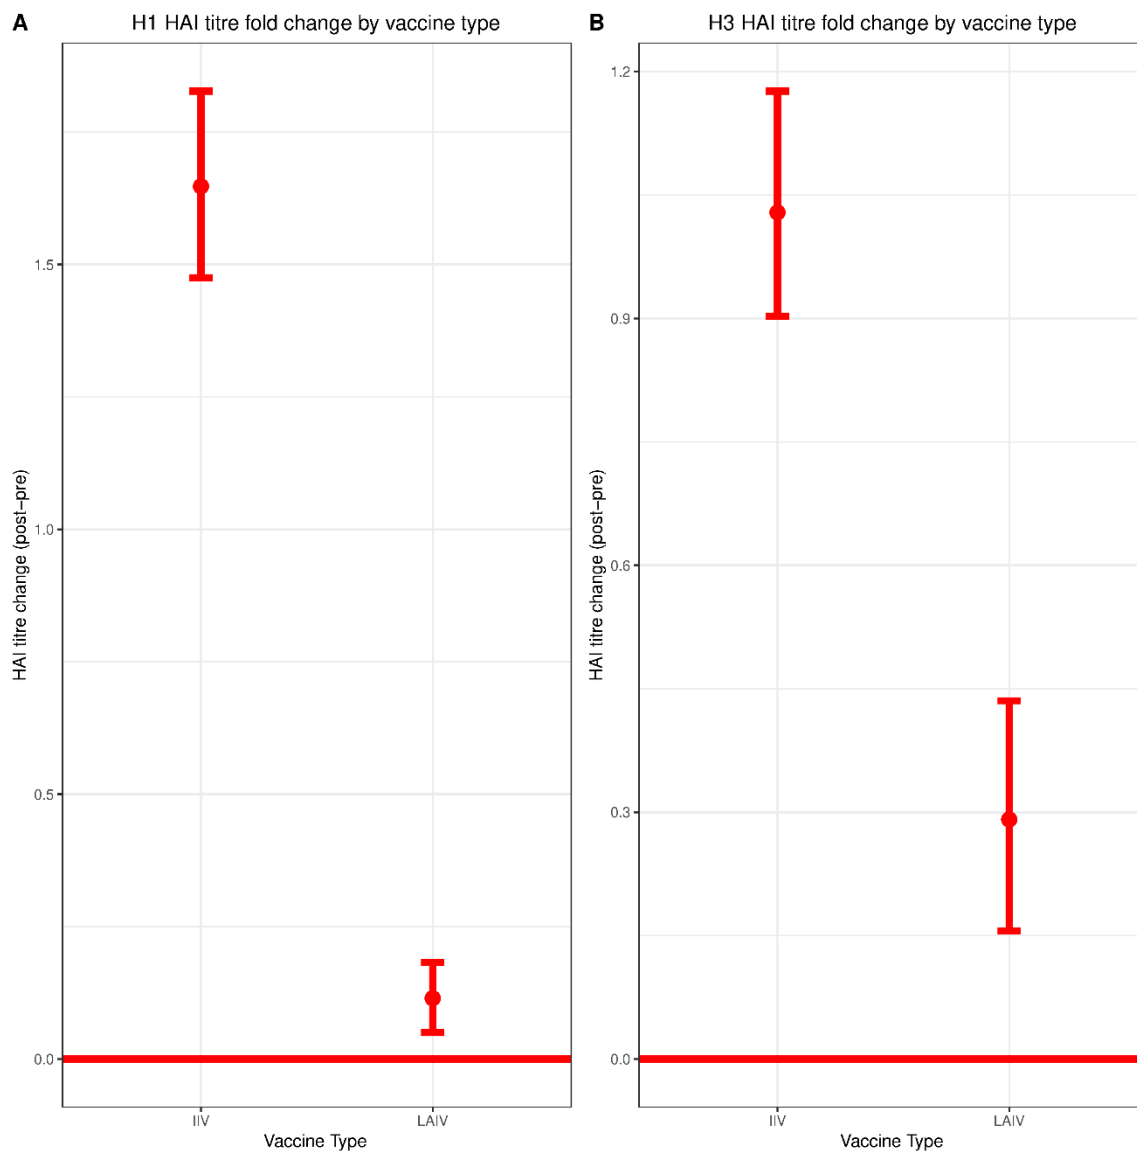 A
H1 HAI titre fold change by vaccine type
HAI titre change (post−pre)
1.5
1.0
0.5
0.0
IIV
LAIV
Vaccine Type
B
H3 HAI titre fold change by vaccine type
HAI titre change (post−pre)
1.2
0.9
0.6
0.3
0.0
IIV
LAIV
Vaccine Type